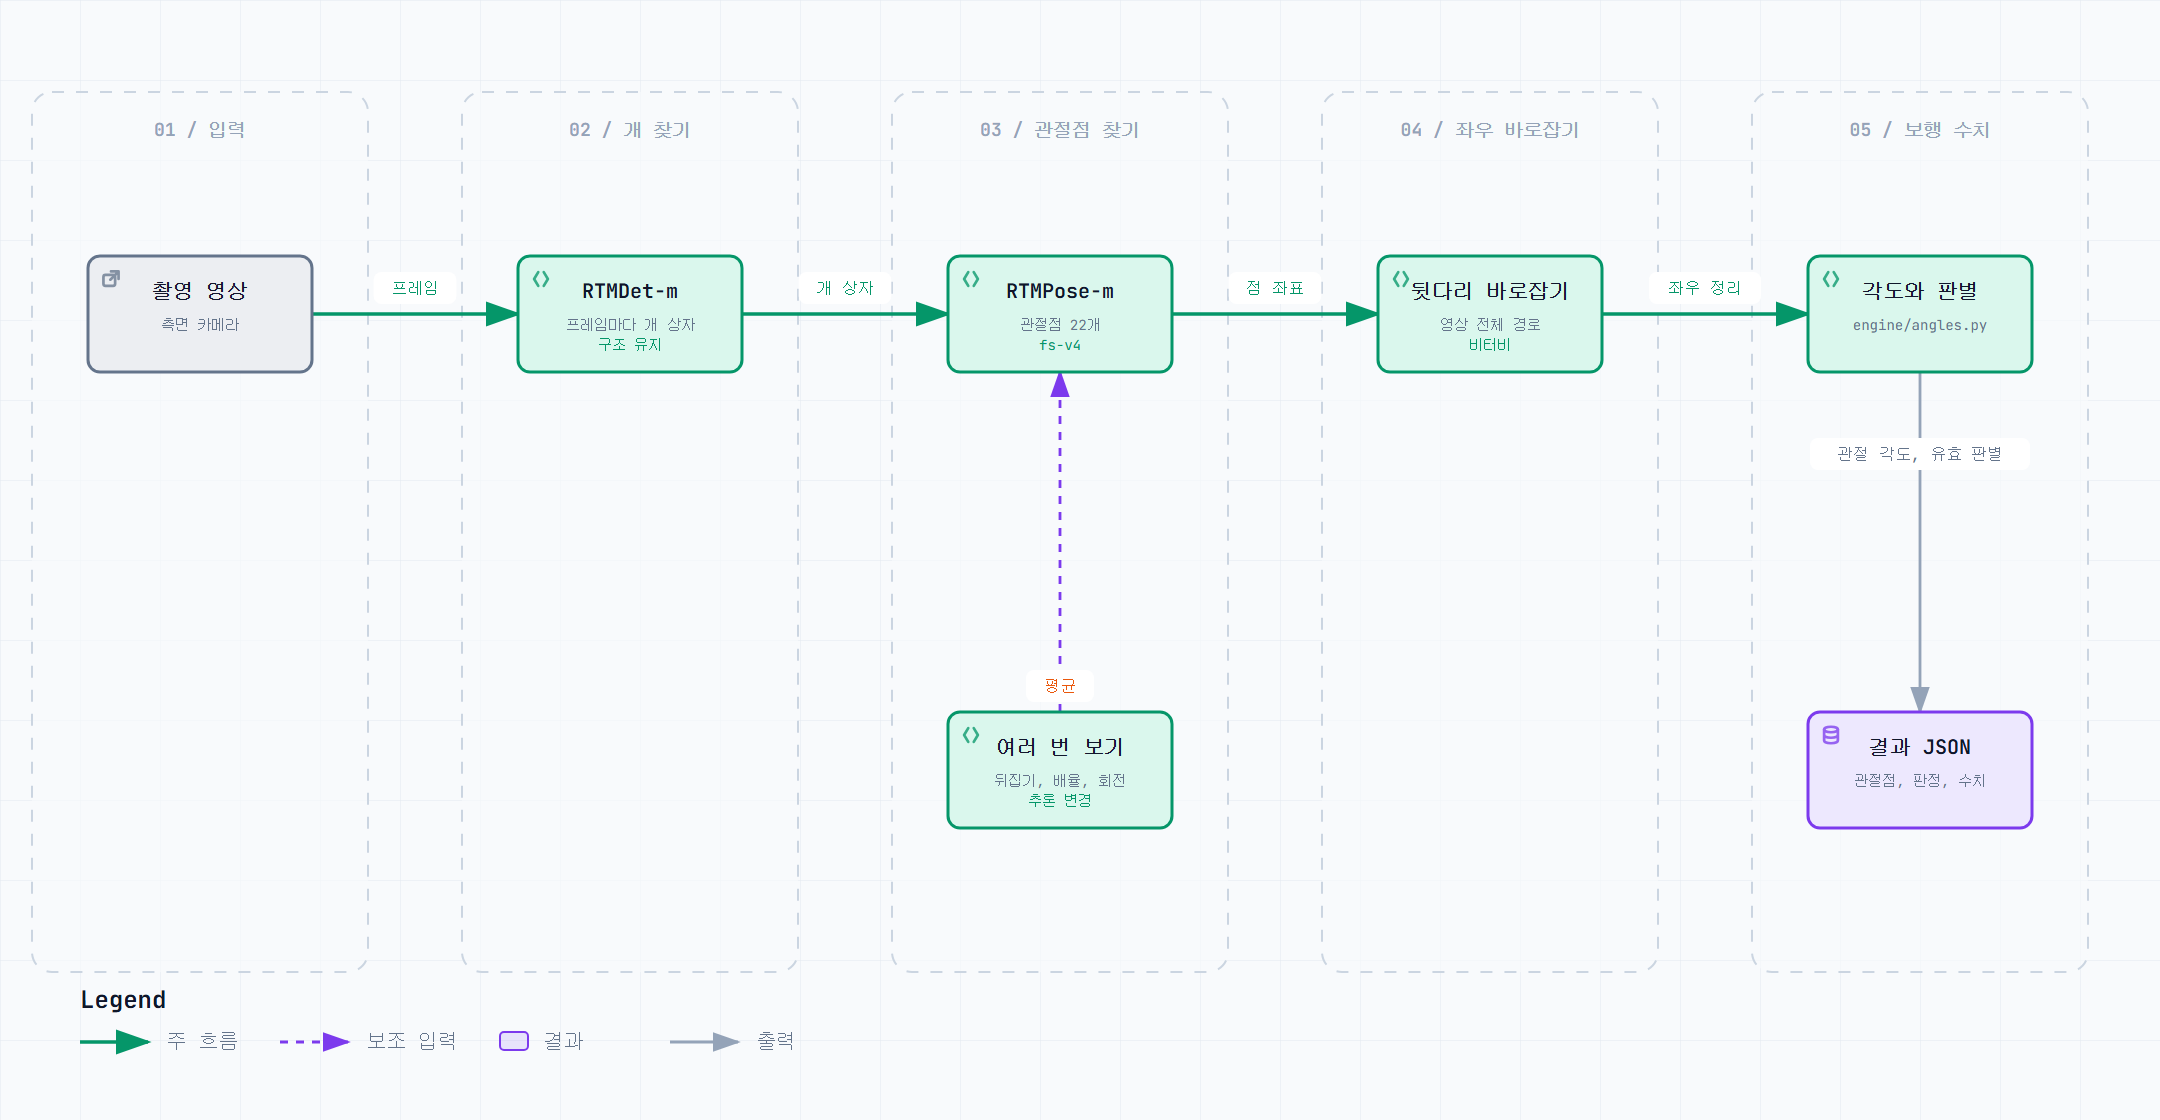 01 / 입력
02 / 개 찾기
03 / 관절점 찾기
04 / 좌우 바로잡기
05 / 보행 수치
촬영 영상
측면 카메라
프레임
RTMDet-m
프레임마다 개 상자
구조 유지
개 상자
RTMPose-m
관절점 22개
fs-v4
점 좌표
뒷다리 바로잡기
영상 전체 경로
비터비
좌우 정리
각도와 판별
engine/angles.py
관절 각도, 유효 판별
평균
여러 번 보기
뒤집기, 배율, 회전
추론 변경
결과 JSON
관절점, 판정, 수치
Legend
주 흐름
보조 입력
결과
출력